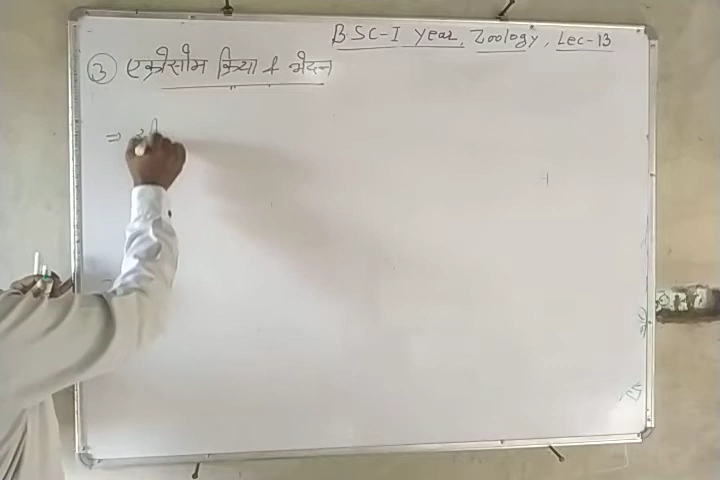 BSC-I Year, Zoology, Lec-13
③ एक्रोसोम क्रिया & भेदन
⇒